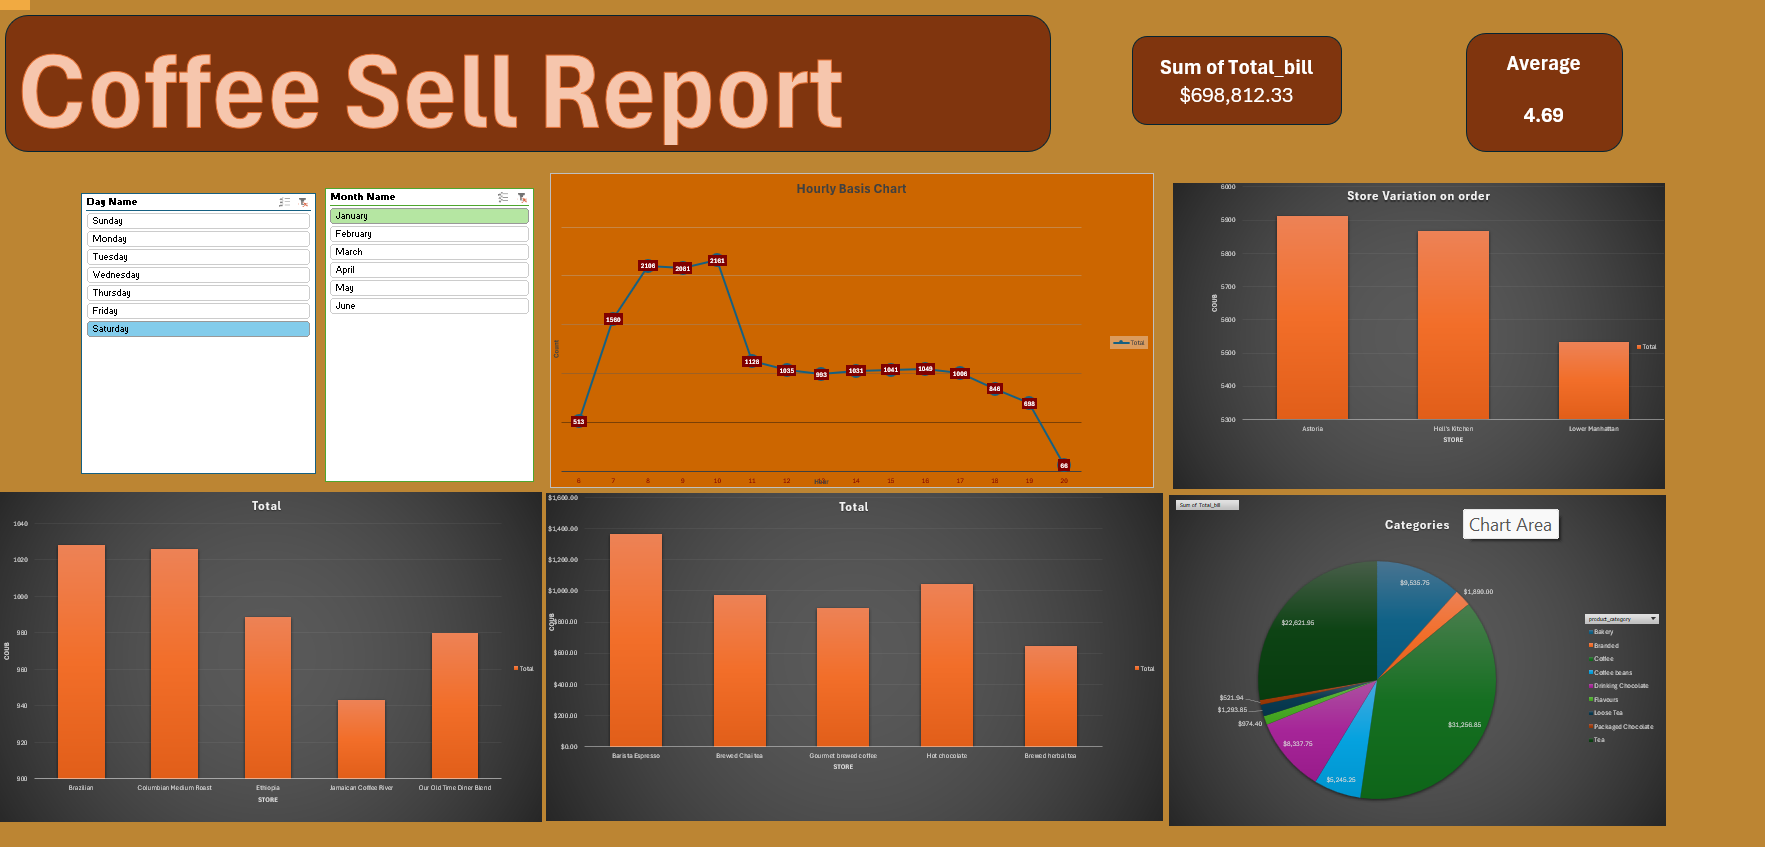 Coffee Sell Report
Sum of Total_bill
$698,812.33
Average
4.69
Day Name
Sunday
Monday
Tuesday
Wednesday
Thursday
Friday
Saturday
Month Name
January
February
March
April
May
June
Hourly Basis Chart
Count
513
1560
2106
2081
2161
1128
1035
993
1031
1041
1049
1006
846
698
66
6 7 8 9 10 11 12 13 14 15 16 17 18 19 20
Hour
Total
Store Variation on order
6000
5900
5800
5700
5600
5500
5400
5300
COUB
Astoria Hell's Kitchen Lower Manhattan
STORE
Total
Total
1040
1020
1000
980
960
940
920
900
COUB
Brazilian Columbian Medium Roast Ethiopia Jamaican Coffee River Our Old Time Diner Blend
STORE
Total
Total
$1,600.00
$1,400.00
$1,200.00
$1,000.00
$800.00
$600.00
$400.00
$200.00
$0.00
COUB
Barista Espresso Brewed Chai tea Gourmet brewed coffee Hot chocolate Brewed herbal tea
STORE
Total
Sum of Total_bill
Categories
Chart Area
$9,535.75
$1,890.00
$31,256.85
$5,245.25
$8,337.75
$974.40
$1,293.65
$521.94
$22,621.95
product_category
Bakery
Branded
Coffee
Coffee beans
Drinking Chocolate
Flavours
Loose Tea
Packaged Chocolate
Tea